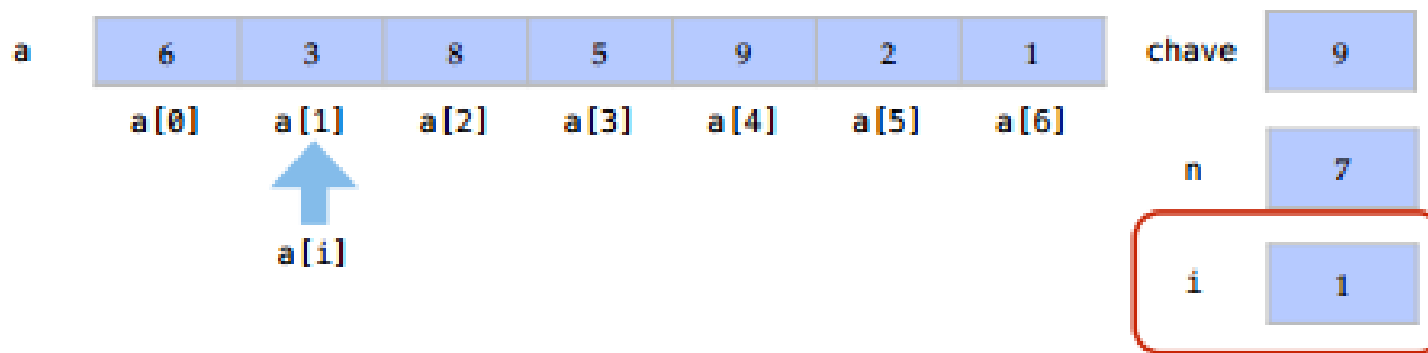 a 6 3 8 5 9 2 1 chave 9
a[0] a[1] a[2] a[3] a[4] a[5] a[6]
n 7
a[i]
i 1